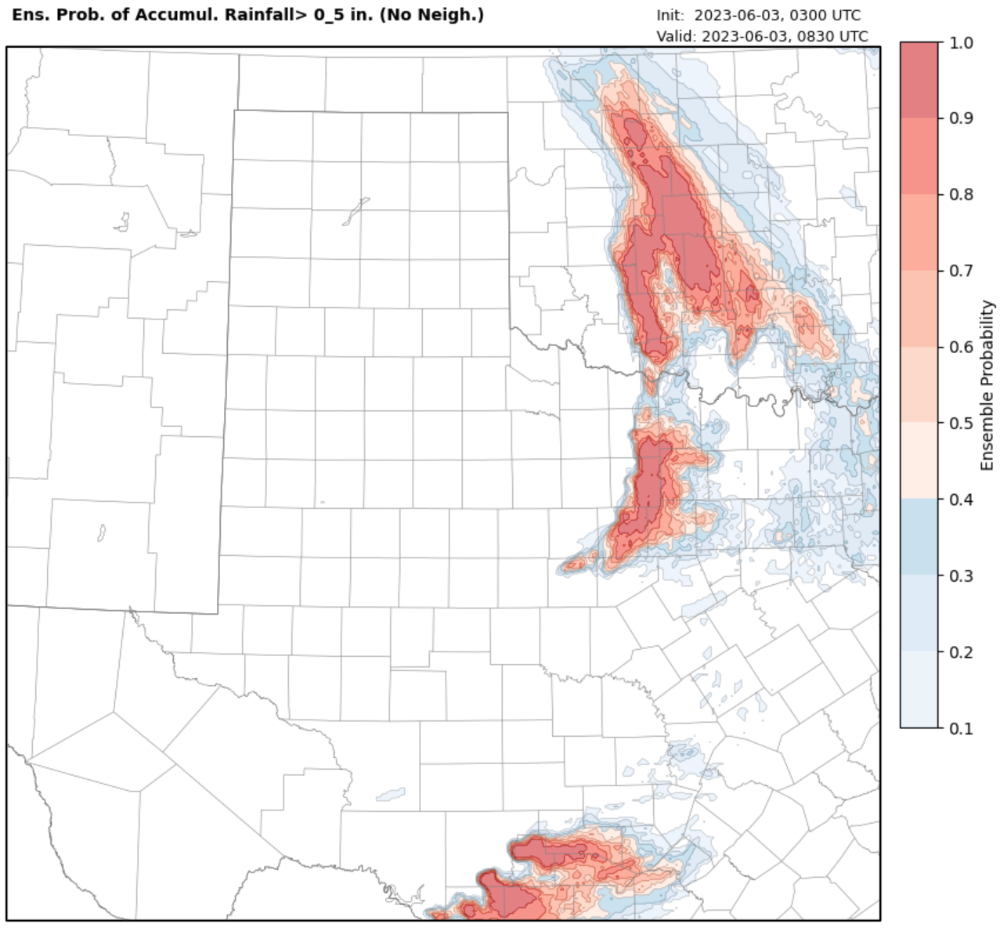 Ens. Prob. of Accumul. Rainfall> 0_5 in. (No Neigh.)
Init:  2023-06-03, 0300 UTC
Valid: 2023-06-03, 0830 UTC
1.0
0.9
0.8
0.7
0.6
0.5
0.4
0.3
0.2
0.1
Ensemble Probability